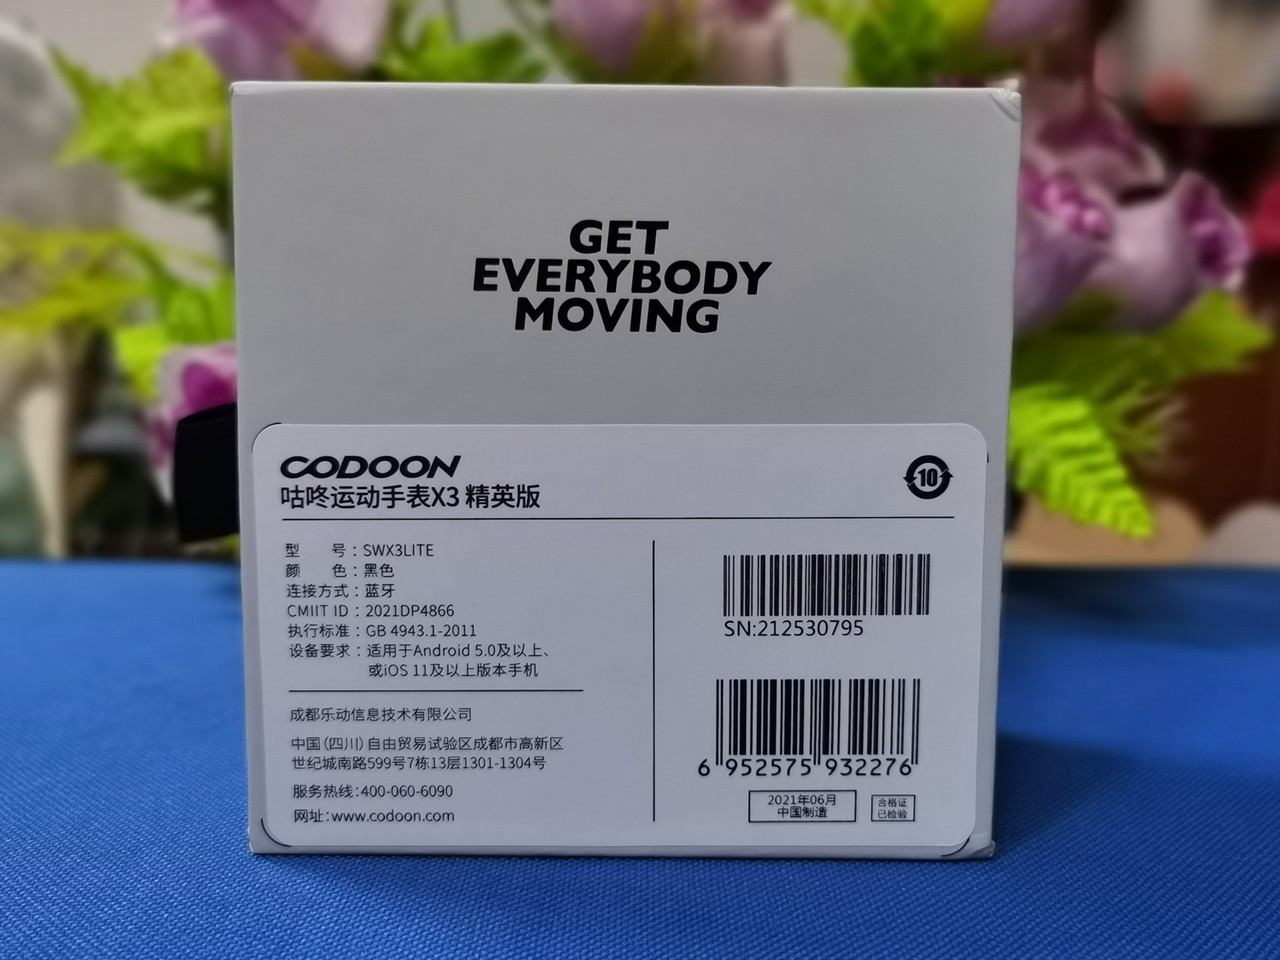 GET
EVERYBODY
MOVING
CODOON
咕咚运动手表X3 精英版
10
型 号：SWX3LITE
颜 色：黑色
连接方式：蓝牙
CMIIT ID：2021DP4866
执行标准：GB 4943.1-2011
设备要求：适用于Android 5.0及以上、
或iOS 11及以上版本手机
成都乐动信息技术有限公司
中国(四川)自由贸易试验区成都市高新区
世纪城南路599号7栋13层1301-1304号
服务热线：400-060-6090
网址：www.codoon.com
SN:212530795
6 952575 932276
2021年06月
中国制造
合格证
已检验